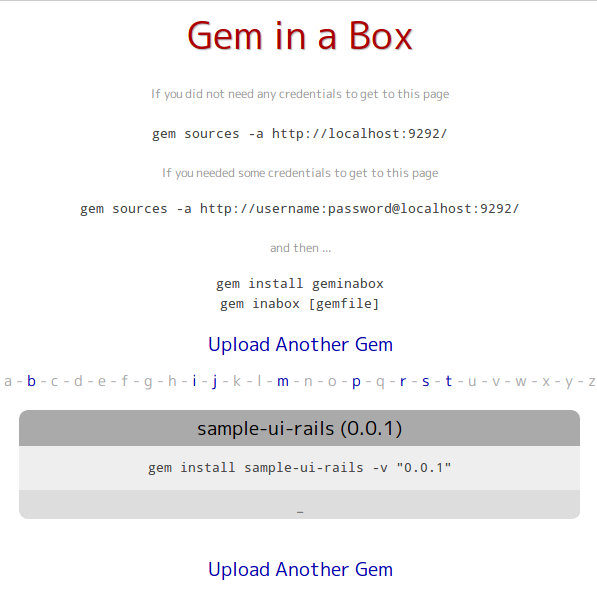 Gem in a Box
If you did not need any credentials to get to this page
gem sources -a http://localhost:9292/
If you needed some credentials to get to this page
gem sources -a http://username:password@localhost:9292/
and then ...
gem install geminabox
gem inabox [gemfile]
Upload Another Gem
a - b - c - d - e - f - g - h - i - j - k - l - m - n - o - p - q - r - s - t - u - v - w - x - y - z
sample-ui-rails (0.0.1)
gem install sample-ui-rails -v "0.0.1"
_
Upload Another Gem